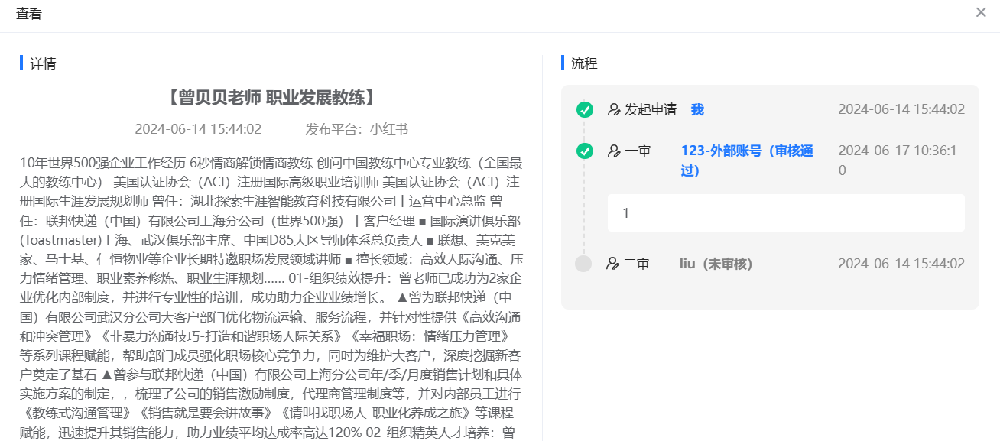 查看
详情
【曾贝贝老师 职业发展教练】
2024-06-14 15:44:02 发布平台：小红书
10年世界500强企业工作经历 6秒情商解锁情商教练 创问中国教练中心专业教练（全国最
大的教练中心） 美国认证协会（ACI）注册国际高级职业培训师 美国认证协会（ACI）注
册国际生涯发展规划师 曾任：湖北探索生涯智能教育科技有限公司丨运营中心总监 曾
任：联邦快递（中国）有限公司上海分公司（世界500强）丨客户经理 ■ 国际演讲俱乐部
(Toastmaster)上海、武汉俱乐部主席、中国D85大区导师体系总负责人 ■ 联想、美克美
家、马士基、仁恒物业等企业长期特邀职场发展领域讲师 ■ 擅长领域：高效人际沟通、压
力情绪管理、职业素养修炼、职业生涯规划...... 01-组织绩效提升：曾老师已成功为2家企
业优化内部制度，并进行专业性的培训，成功助力企业业绩增长。 ▲曾为联邦快递（中
国）有限公司武汉分公司大客户部门优化物流运输、服务流程，并针对性提供《高效沟通
和冲突管理》《非暴力沟通技巧-打造和谐职场人际关系》《幸福职场：情绪压力管理》
等系列课程赋能，帮助部门成员强化职场核心竞争力，同时为维护大客户，深度挖掘新客
户奠定了基石 ▲曾参与联邦快递（中国）有限公司上海分公司年/季/月度销售计划和具体
实施方案的制定，，梳理了公司的销售激励制度，代理商管理制度等，并对内部员工进行
《教练式沟通管理》《销售就是要会讲故事》《请叫我职场人-职业化养成之旅》等课程
赋能，迅速提升其销售能力，助力业绩平均达成率高达120% 02-组织精英人才培养：曾
流程
发起申请 我 2024-06-14 15:44:02
一审 123-外部账号（审核通 2024-06-17 10:36:1
过） 0
1
二审 liu（未审核） 2024-06-14 15:44:02